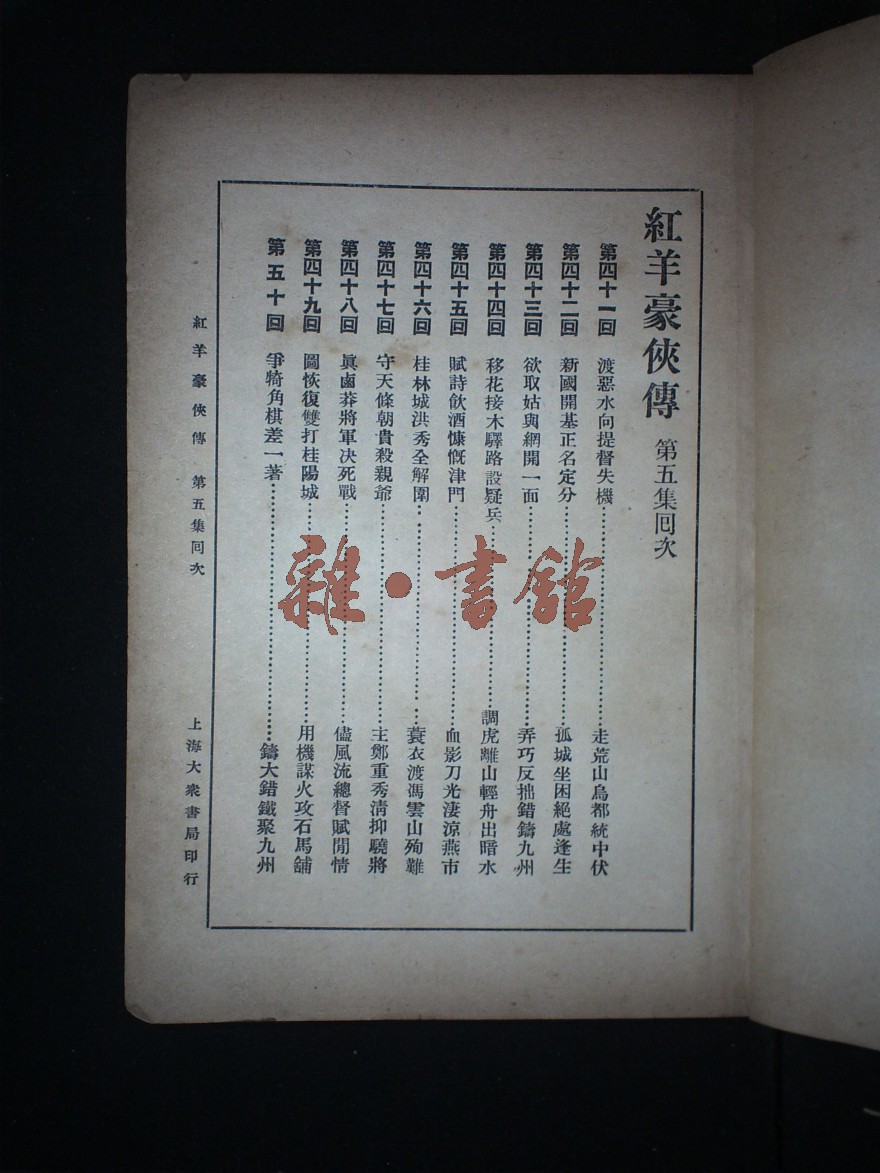 紅羊豪俠傳 第五集回次
第四十一回 渡惡水向提督失機……走荒山烏都統中伏
第四十二回 新國開基正名定分……孤城坐困絕處逢生
第四十三回 欲取姑與網開一面……弄巧反拙錯鑄九州
第四十四回 移花接木驛路設疑兵……調虎離山輕舟出暗水
第四十五回 賦詩飲酒慷慨津門……血影刀光淒涼燕市
第四十六回 桂林城洪秀全解圍……蓑衣渡馮雲山殉難
第四十七回 守天條朝貴殺親爺……主鄭重秀淸抑驍將
第四十八回 眞鹵莽將軍決死戰……儘風流總督賦閒情
第四十九回 圖恢復雙打桂陽城……用機謀火攻石馬舖
第五十回 爭犄角棋差一著……鑄大錯鐵聚九州
紅羊豪俠傳 第五集回次 上海大衆書局印行
雜·書館